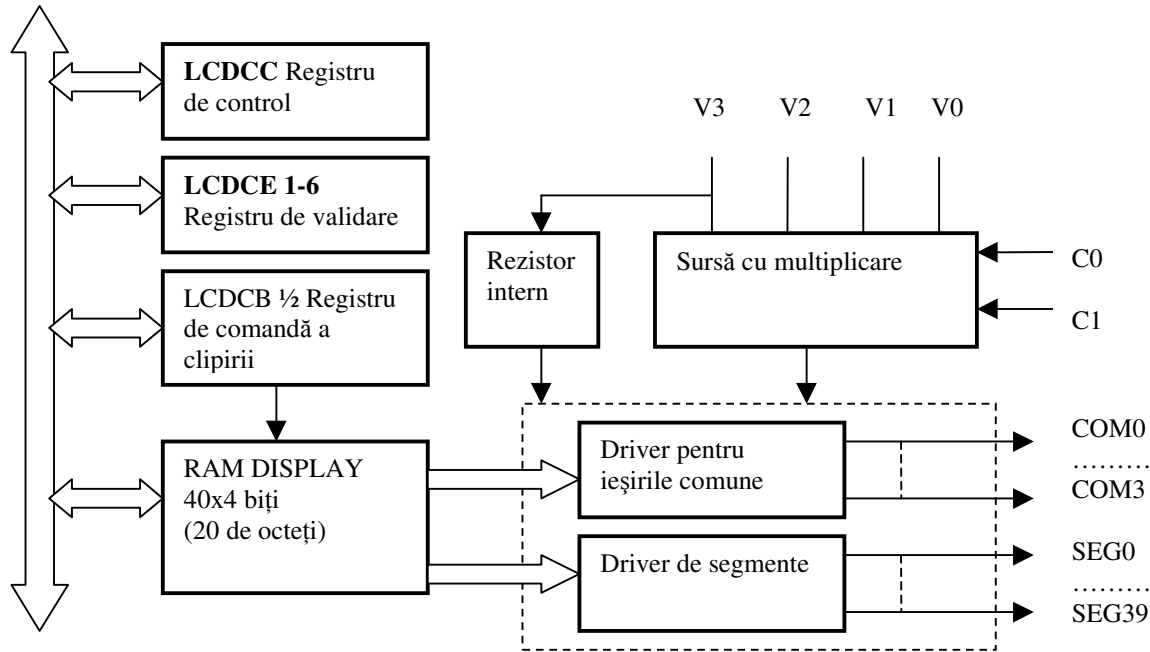 LCDCC Registru
de control
LCDCE 1-6
Registru de validare
LCDCB ½ Registru
de comandă a
clipirii
RAM DISPLAY
40x4 biți
(20 de octeți)
V3 V2 V1 V0
Rezistor
intern
Sursă cu multiplicare
C0
C1
Driver pentru
ieşirile comune
Driver de segmente
COM0
………
COM3
SEG0
………
SEG39